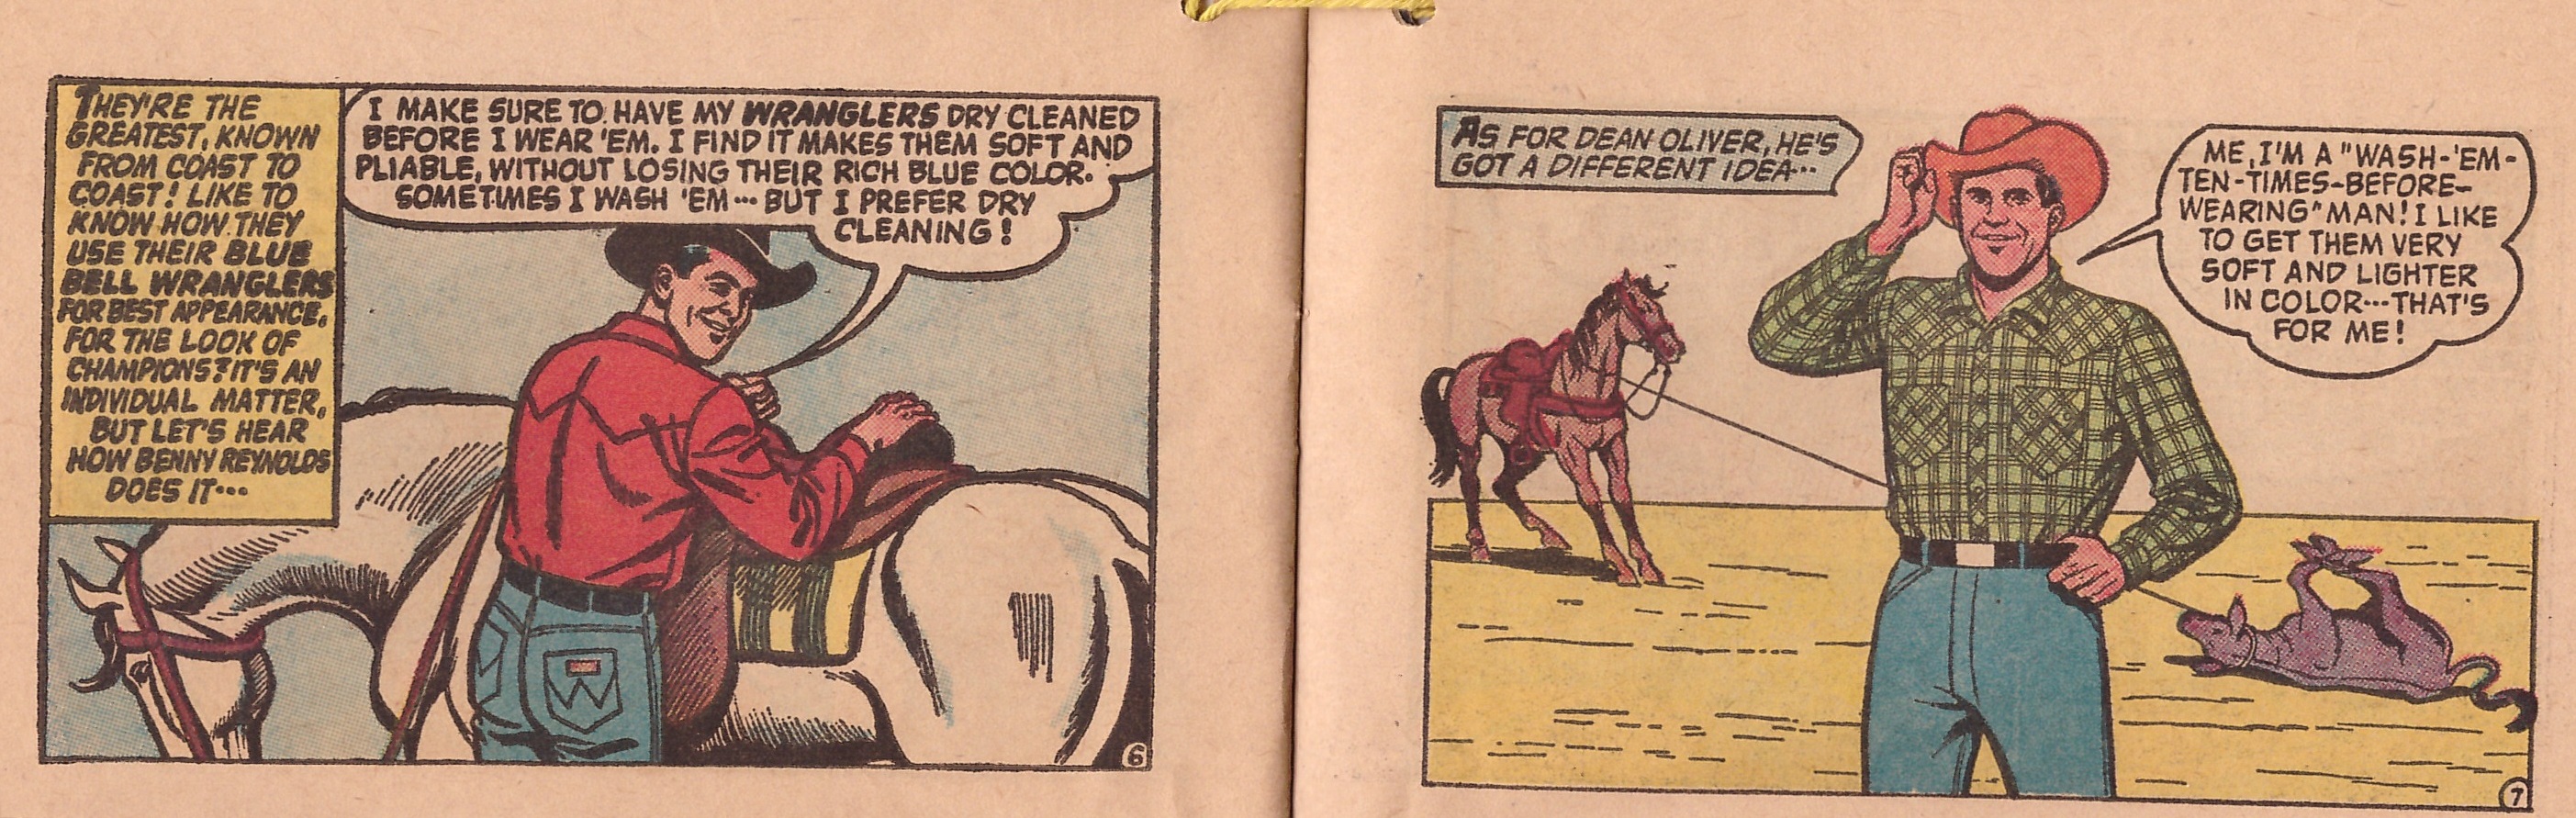 THEY'RE THE
GREATEST, KNOWN
FROM COAST TO
COAST! LIKE TO
KNOW HOW THEY
USE THEIR BLUE
BELL WRANGLERS
FOR BEST APPEARANCE,
FOR THE LOOK OF
CHAMPIONS? IT'S AN
INDIVIDUAL MATTER,
BUT LET'S HEAR
HOW BENNY REYNOLDS
DOES IT...
I MAKE SURE TO HAVE MY WRANGLERS DRY CLEANED
BEFORE I WEAR 'EM. I FIND IT MAKES THEM SOFT AND
PLIABLE, WITHOUT LOSING THEIR RICH BLUE COLOR.
SOMETIMES I WASH 'EM... BUT I PREFER DRY
CLEANING!
W
6
AS FOR DEAN OLIVER, HE'S
GOT A DIFFERENT IDEA...
ME, I'M A "WASH-'EM-
TEN-TIMES-BEFORE-
WEARING" MAN! I LIKE
TO GET THEM VERY
SOFT AND LIGHTER
IN COLOR...THAT'S
FOR ME!
7